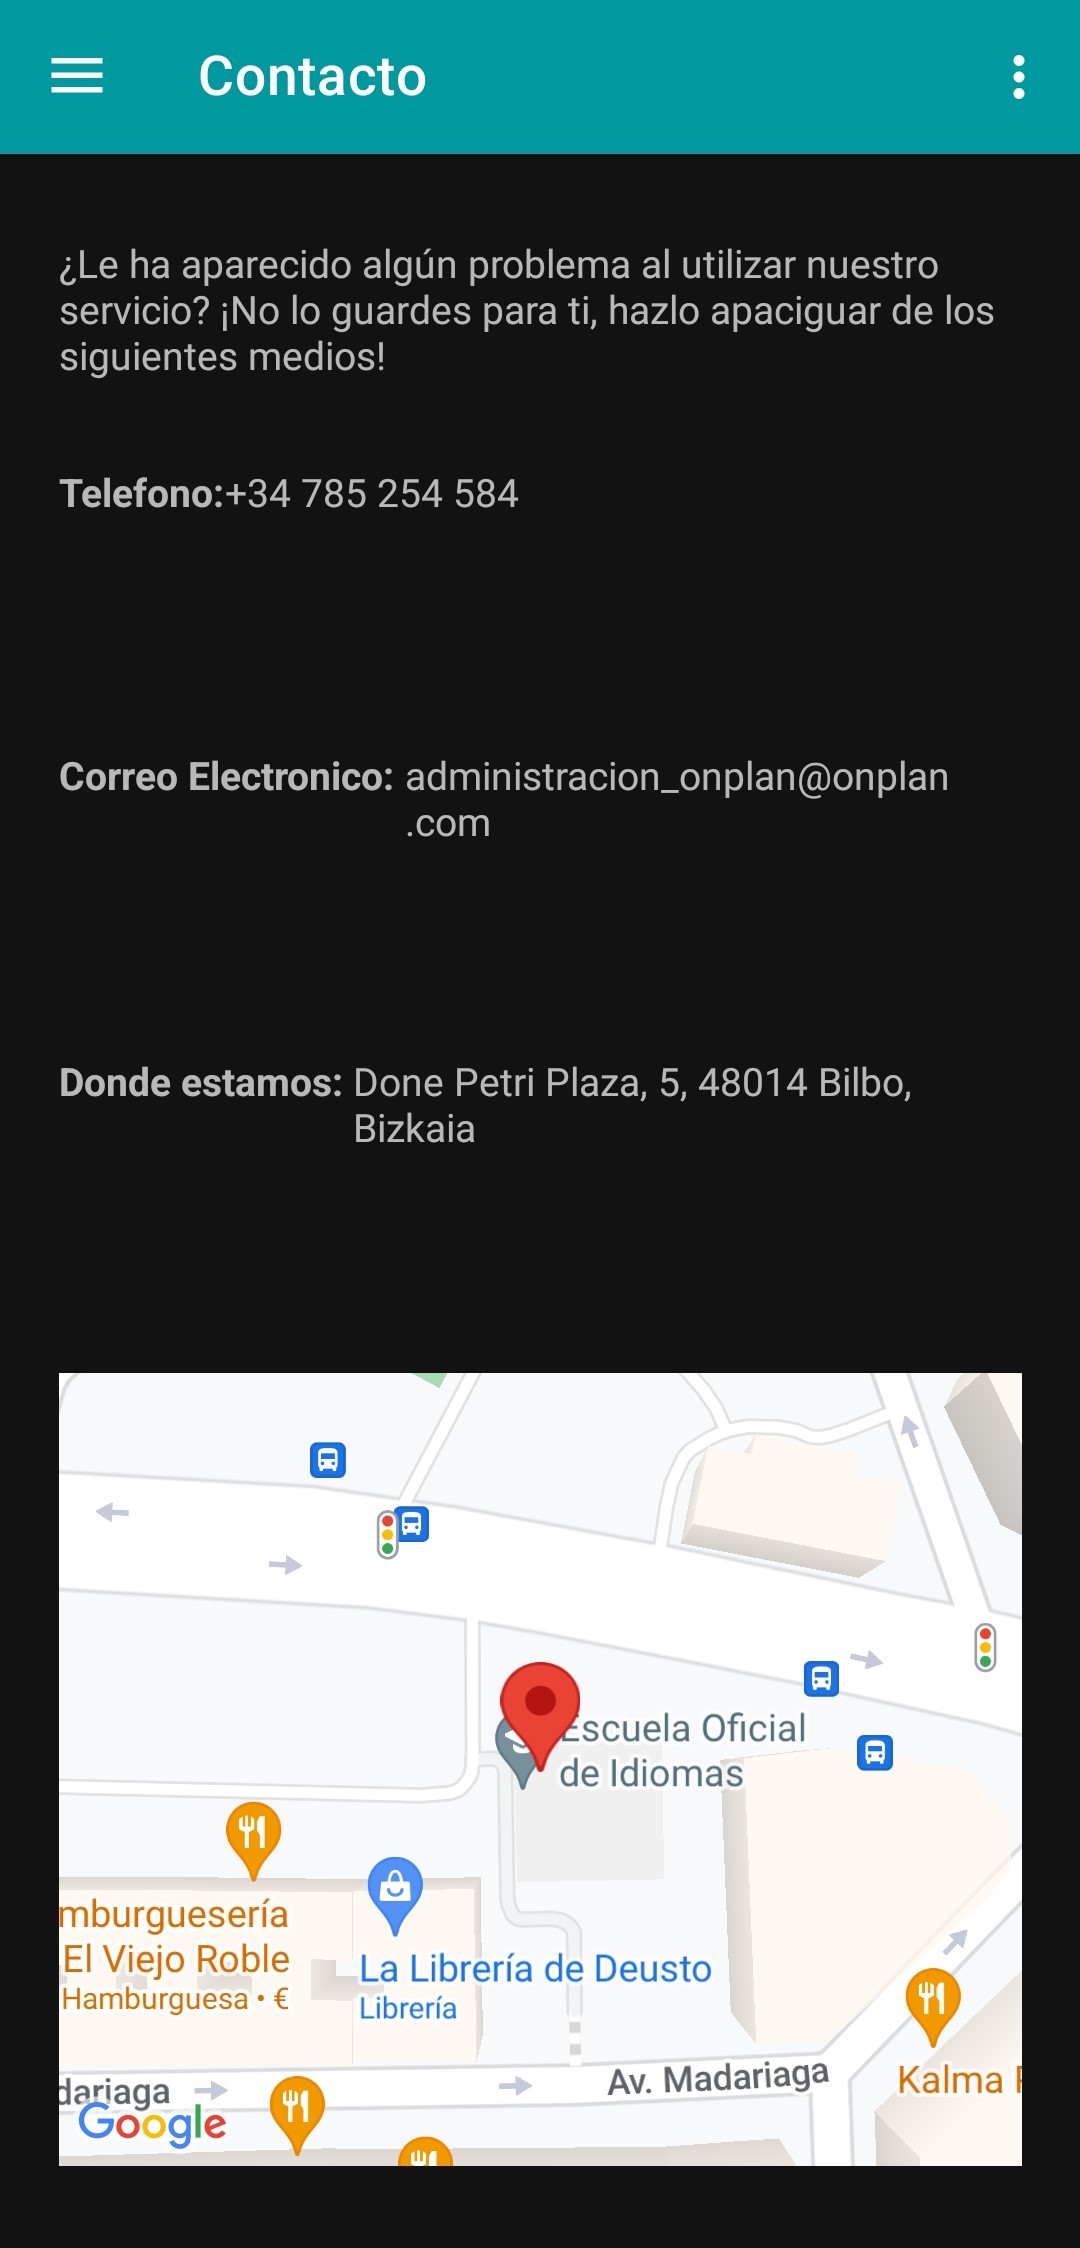 Contacto
¿Le ha aparecido algún problema al utilizar nuestro
servicio? ¡No lo guardes para ti, hazlo apaciguar de los
siguientes medios!
Telefono:+34 785 254 584
Correo Electronico: administracion_onplan@onplan
.com
Donde estamos: Done Petri Plaza, 5, 48014 Bilbo,
Bizkaia
Escuela Oficial
de Idiomas
mburguesería
El Viejo Roble
Hamburguesa • €
La Librería de Deusto
Librería
dariaga
Av. Madariaga
Kalma
Google